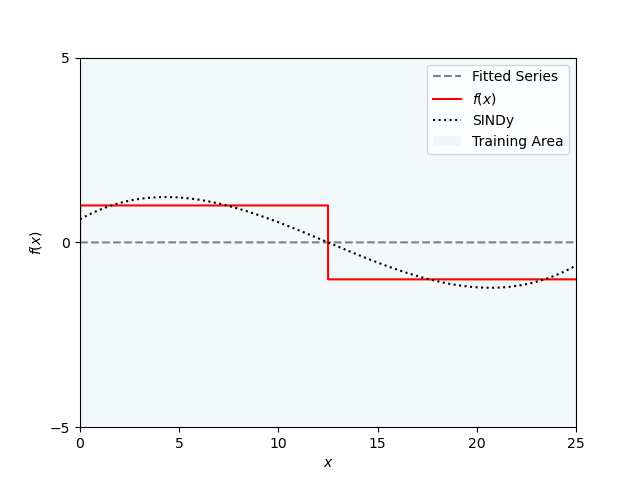 5
Fitted Series
f(x)
SINDy
Training Area
f(x)
0
−5
0 5 10 15 20 25
x